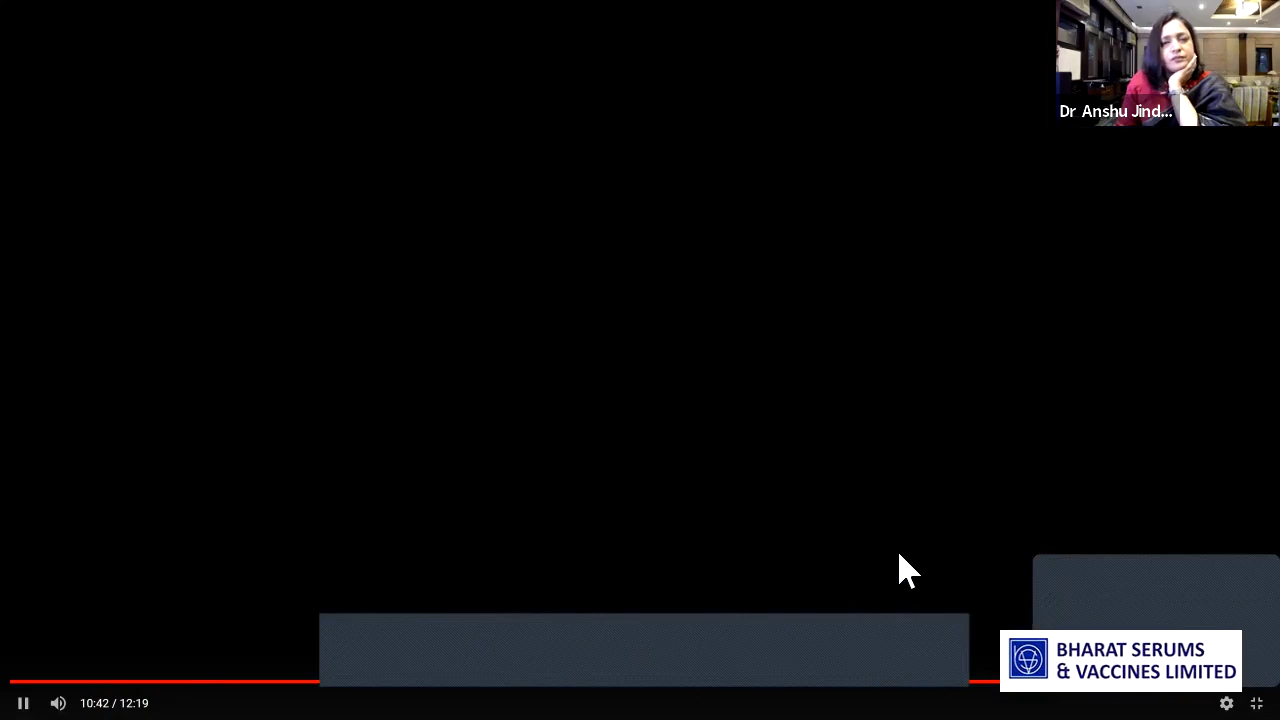 Dr Anshu Jind...
BHARAT SERUMS
& VACCINES LIMITED
10:42 / 12:19